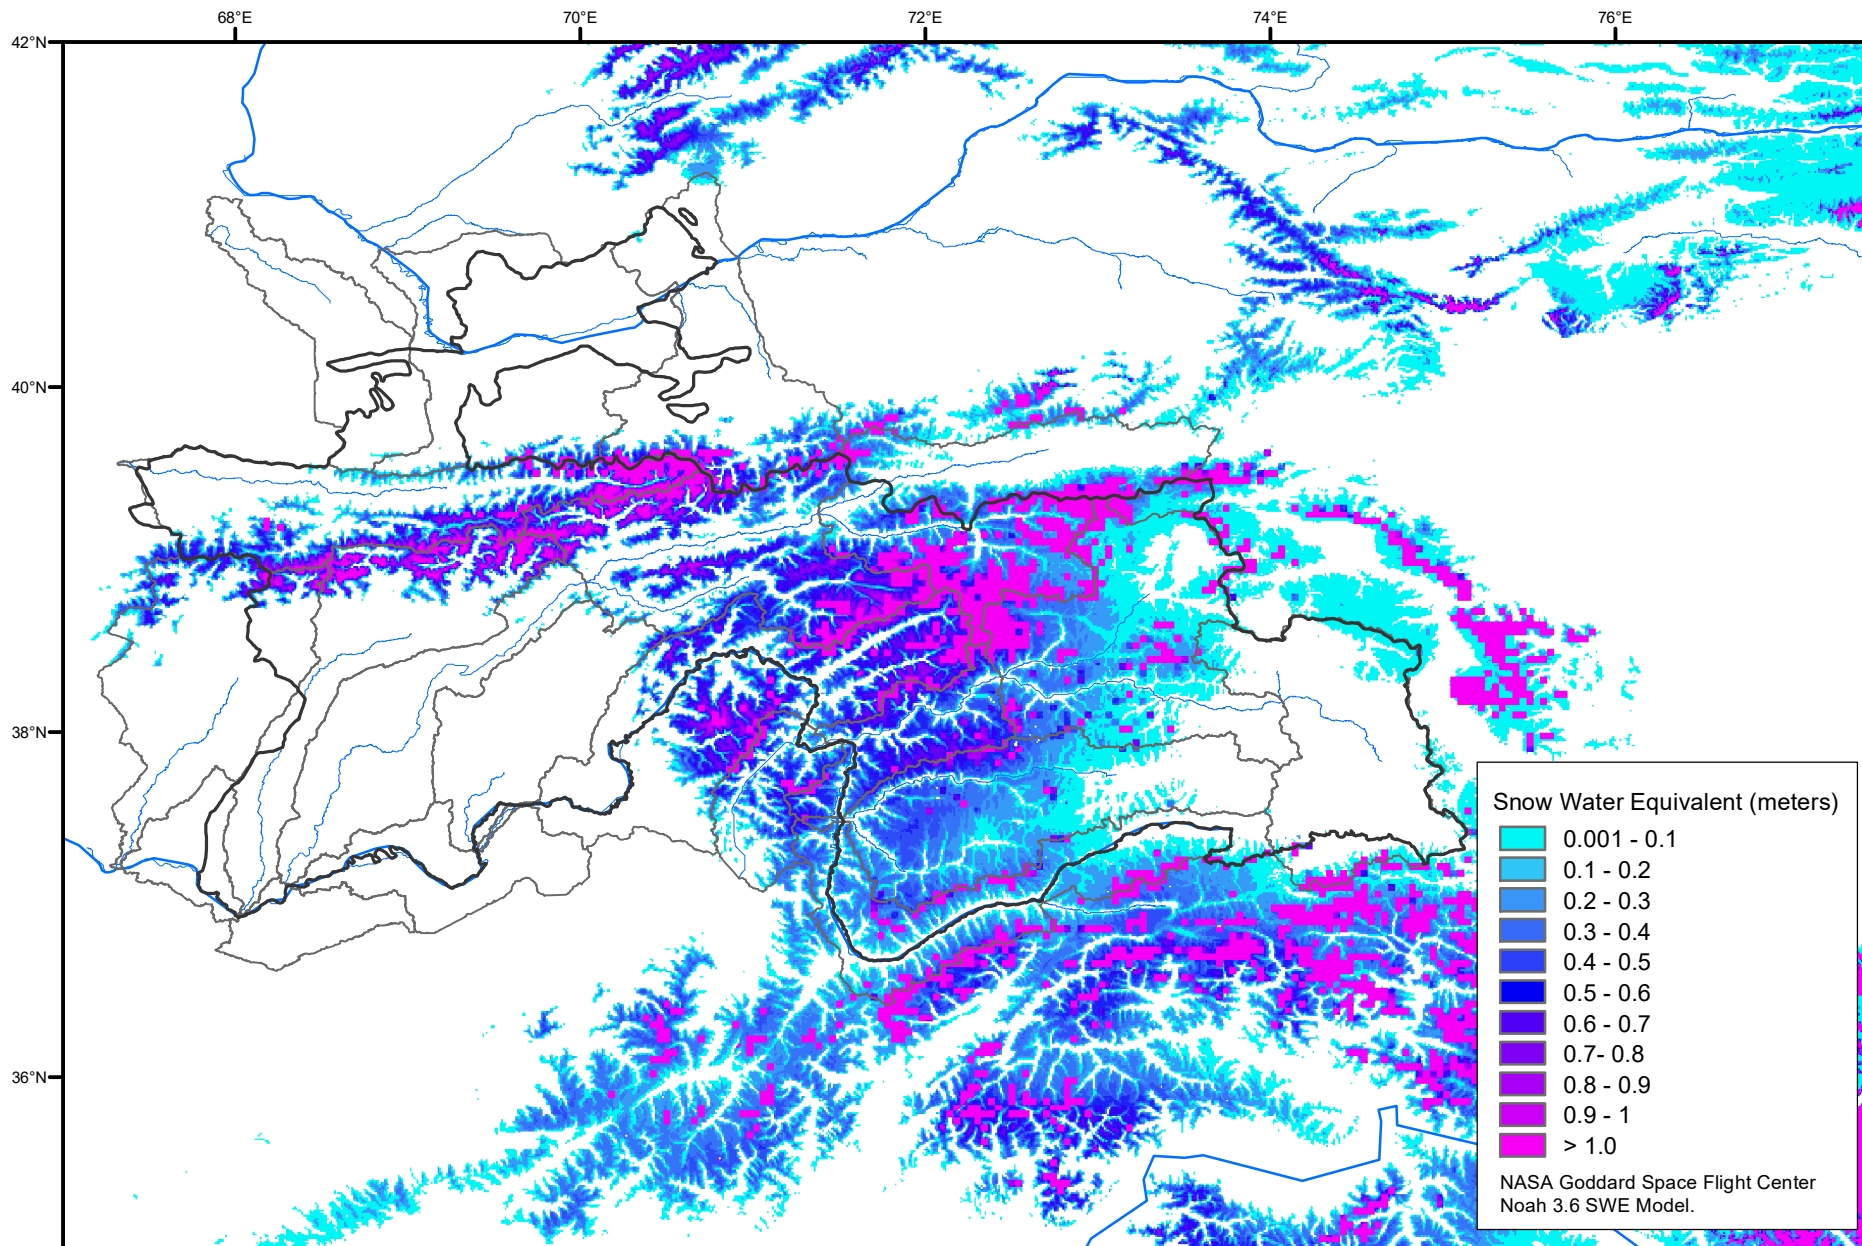 68°E
70°E
72°E
74°E
76°E
42°N
40°N
38°N
36°N
Snow Water Equivalent (meters)
0.001 - 0.1
0.1 - 0.2
0.2 - 0.3
0.3 - 0.4
0.4 - 0.5
0.5 - 0.6
0.6 - 0.7
0.7- 0.8
0.8 - 0.9
0.9 - 1
> 1.0
NASA Goddard Space Flight Center
Noah 3.6 SWE Model.